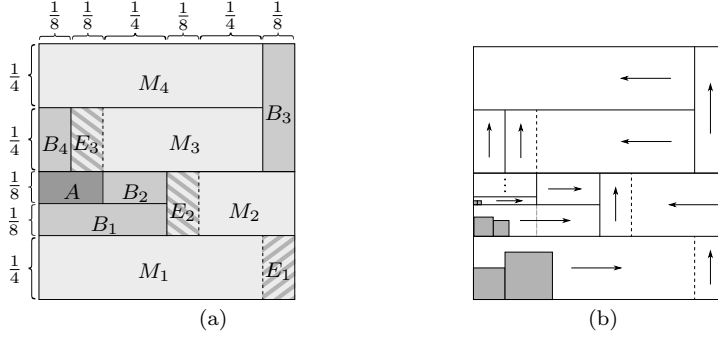 1/8 1/8 1/4 1/8 1/4 1/8
1/4 M₄
B₃
1/4 B₄ E₃ M₃
1/8 A B₂ E₂ M₂
1/8 B₁
1/4 M₁ E₁
(a) (b)